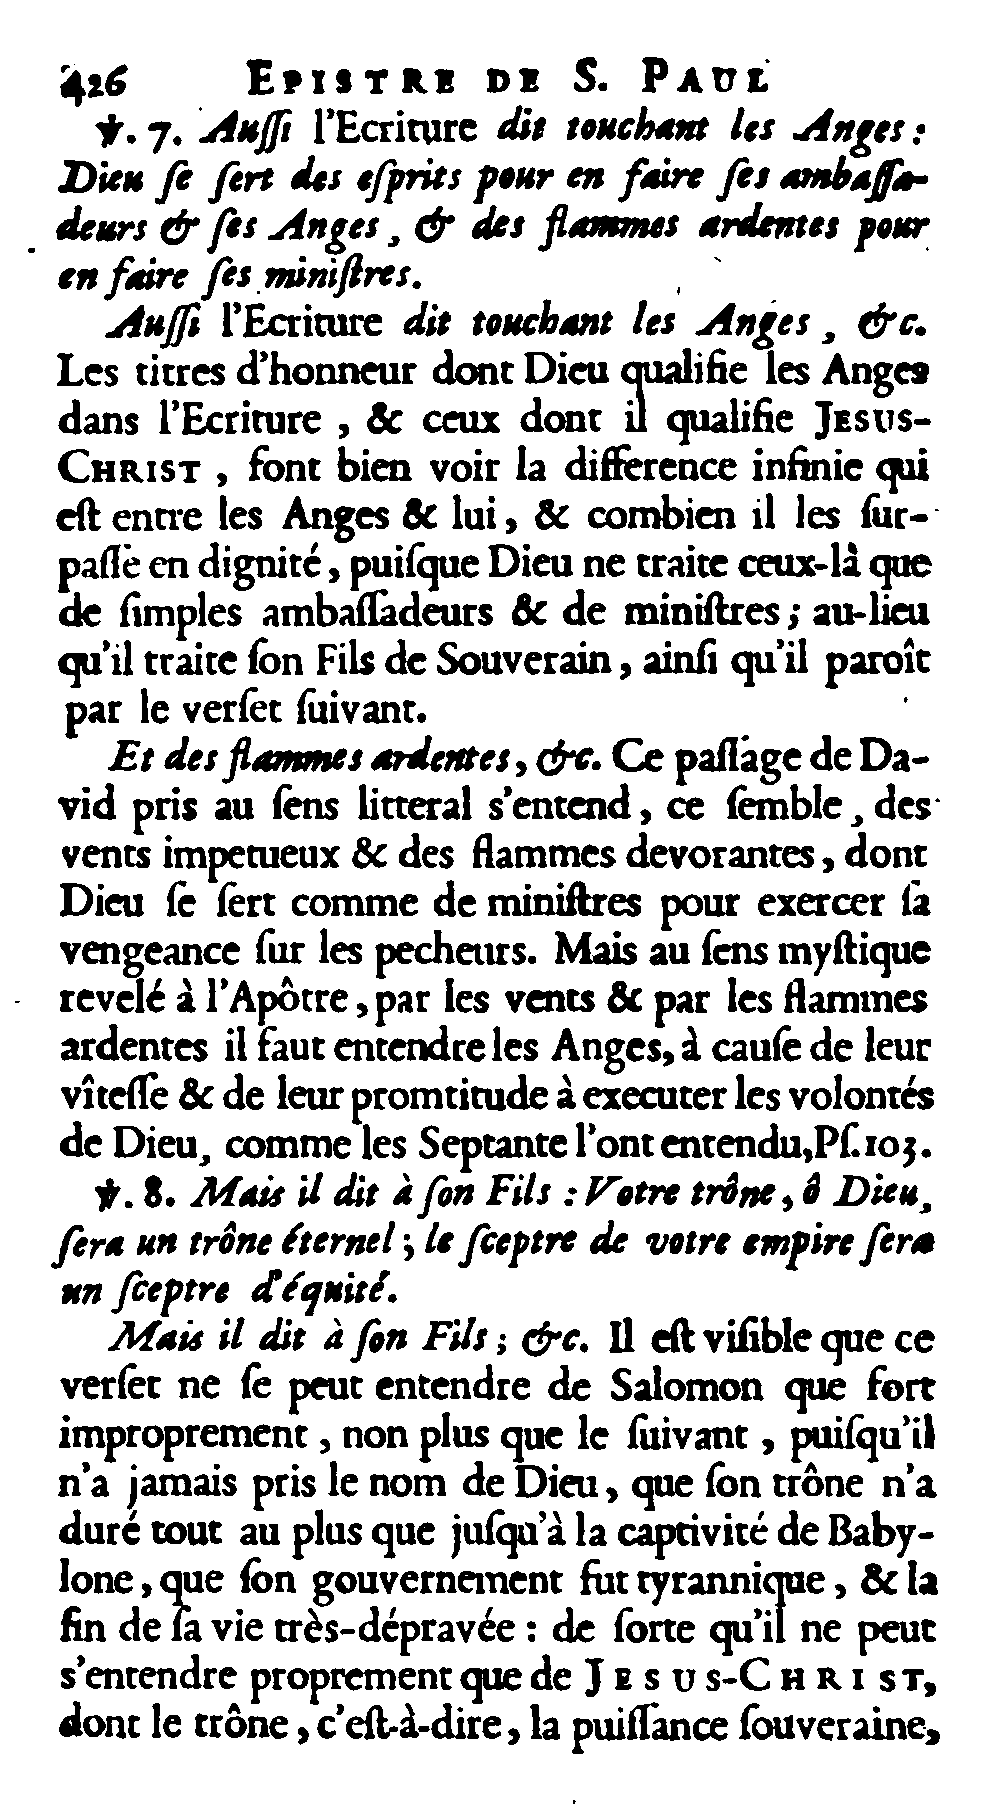 426 EPISTRE DE S. PAUL
℣. 7. Auſſi l'Ecriture dit touchant les Anges :
Dieu ſe ſert des eſprits pour en faire ſes ambaſſa-
deurs & ſes Anges, & des flammes ardentes pour
en faire ſes miniſtres.
Auſſi l'Ecriture dit touchant les Anges, &c.
Les titres d'honneur dont Dieu qualifie les Anges
dans l'Ecriture, & ceux dont il qualifie JESUS-
CHRIST, font bien voir la difference infinie qui
eſt entre les Anges & lui, & combien il les ſur-
paſſe en dignité, puiſque Dieu ne traite ceux-là que
de ſimples ambaſſadeurs & de miniſtres; au-lieu
qu'il traite ſon Fils de Souverain, ainſi qu'il paroît
par le verſet ſuivant.
Et des flammes ardentes, &c. Ce paſſage de Da-
vid pris au ſens litteral s'entend, ce ſemble, des
vents impetueux & des flammes devorantes, dont
Dieu ſe ſert comme de miniſtres pour exercer ſa
vengeance ſur les pecheurs. Mais au ſens myſtique
revelé à l'Apôtre, par les vents & par les flammes
ardentes il faut entendre les Anges, à cauſe de leur
vîteſſe & de leur promtitude à executer les volontés
de Dieu, comme les Septante l'ont entendu, Pſ. 103.
℣. 8. Mais il dit à ſon Fils : Votre trône, ô Dieu,
ſera un trône éternel ; le ſceptre de votre empire ſera
un ſceptre d'équité.
Mais il dit à ſon Fils ; &c. Il eſt viſible que ce
verſet ne ſe peut entendre de Salomon que fort
improprement, non plus que le ſuivant, puiſqu'il
n'a jamais pris le nom de Dieu, que ſon trône n'a
duré tout au plus que juſqu'à la captivité de Baby-
lone, que ſon gouvernement fut tyrannique, & la
fin de ſa vie très-dépravée : de ſorte qu'il ne peut
s'entendre proprement que de JESUS-CHRIST,
dont le trône, c'eſt-à-dire, la puiſſance ſouveraine,